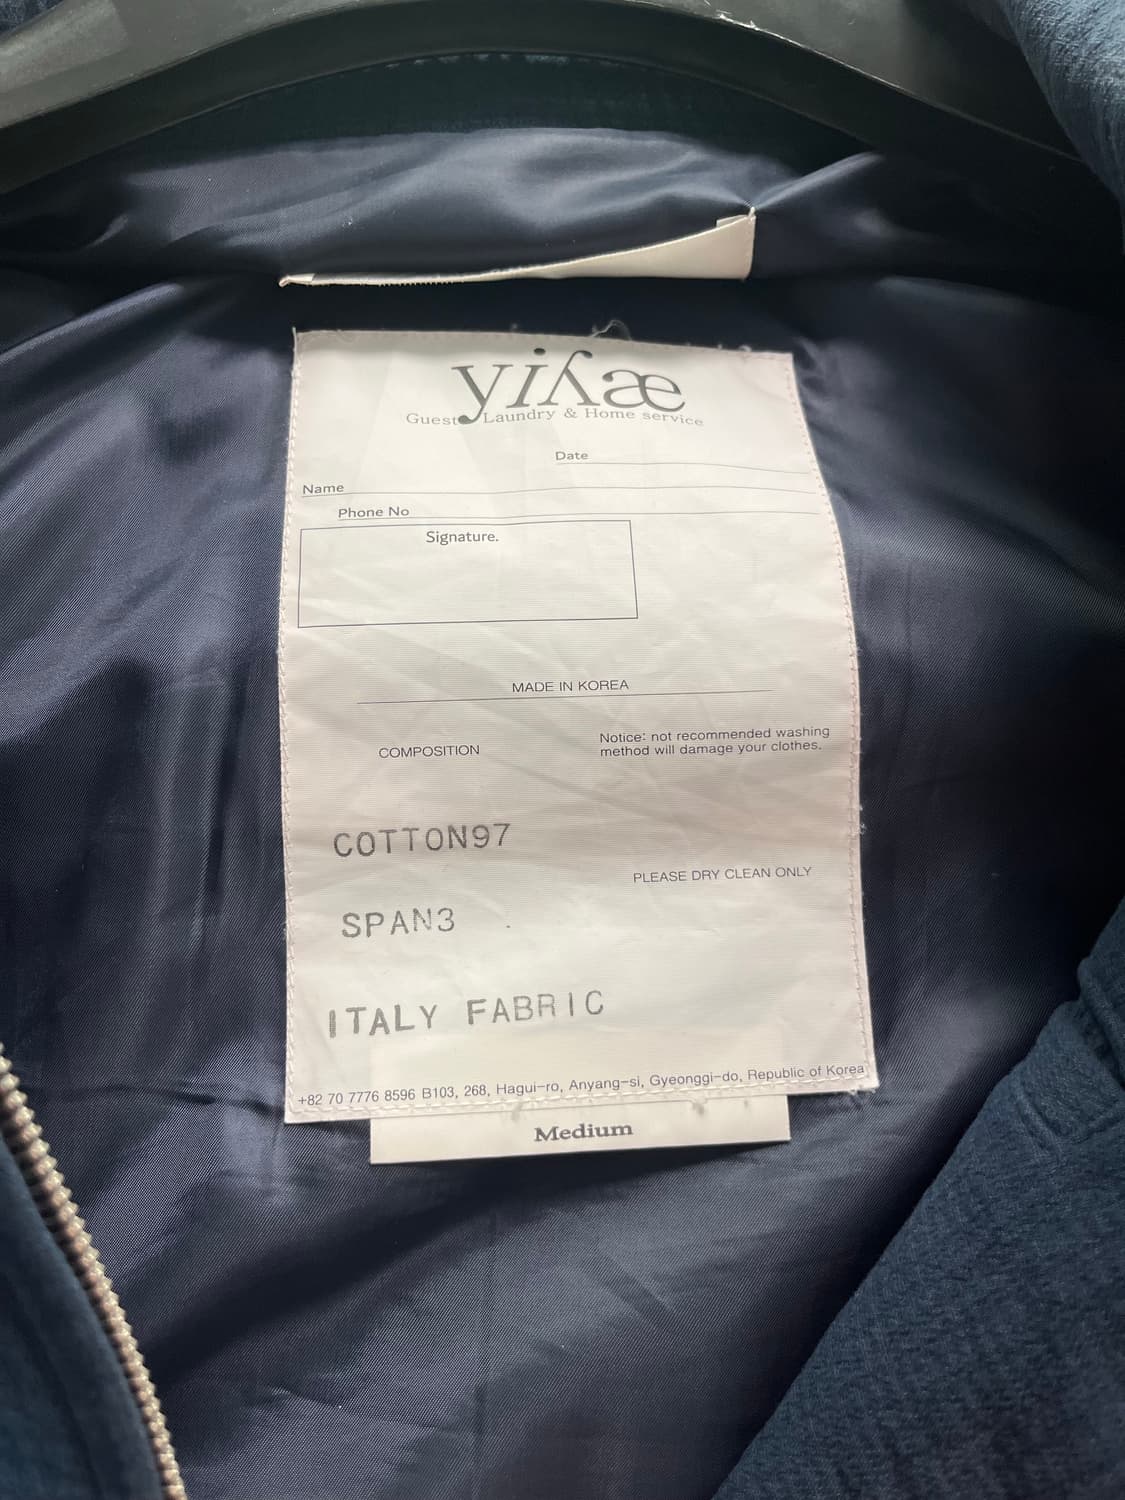 yiʎæ
Guest Laundry & Home service
Date
Name
Phone No
Signature.
MADE IN KOREA
COMPOSITION
Notice: not recommended washing
method will damage your clothes.
COTTON97
PLEASE DRY CLEAN ONLY
SPAN3
ITALY FABRIC
+82 70 7776 8596 B103, 268, Hagui-ro, Anyang-si, Gyeonggi-do, Republic of Korea
Medium